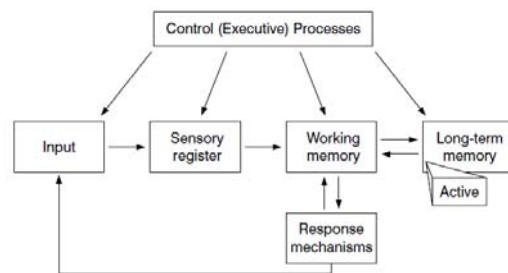 Control (Executive) Processes
Input
Sensory
register
Working
memory
Long-term
memory
Active
Response
mechanisms